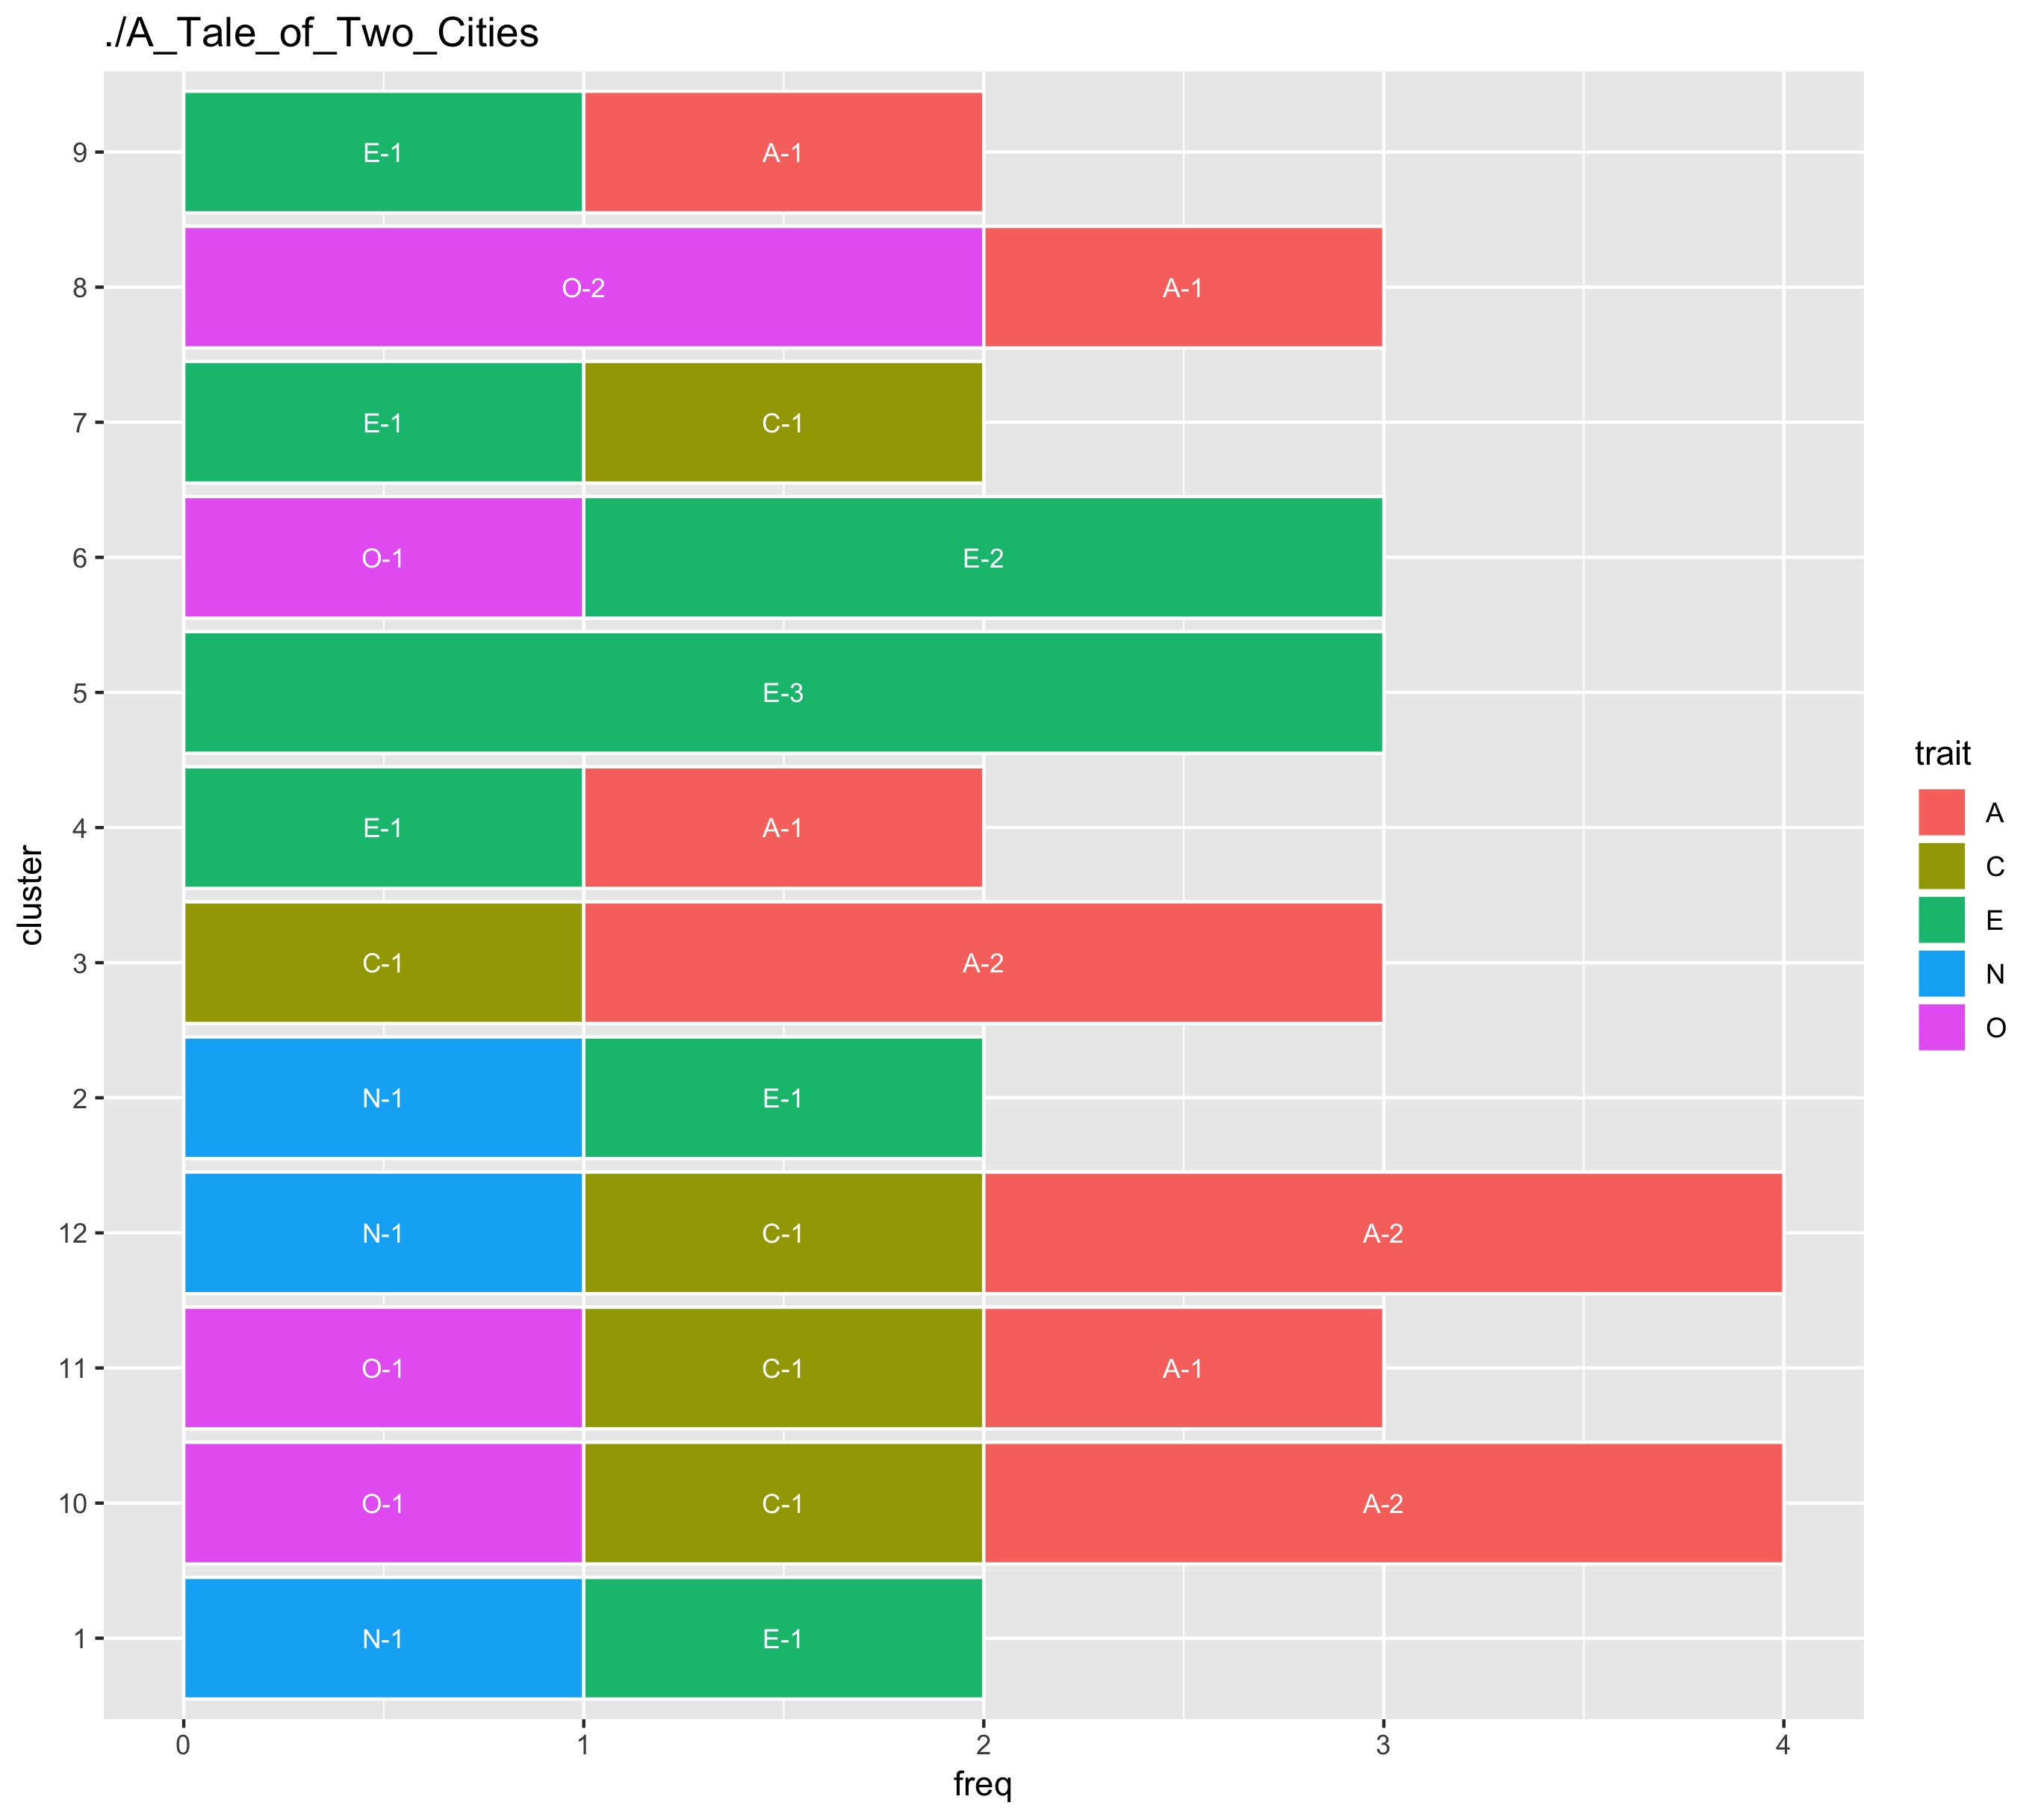 ./A_Tale_of_Two_Cities
cluster
9
E-1 A-1
8
O-2 A-1
7
E-1 C-1
6
O-1 E-2
5
E-3
4
E-1 A-1
3
C-1 A-2
2
N-1 E-1
12
N-1 C-1 A-2
11
O-1 C-1 A-1
10
O-1 C-1 A-2
1
N-1 E-1
0 1 2 3 4
freq
trait
A
C
E
N
O